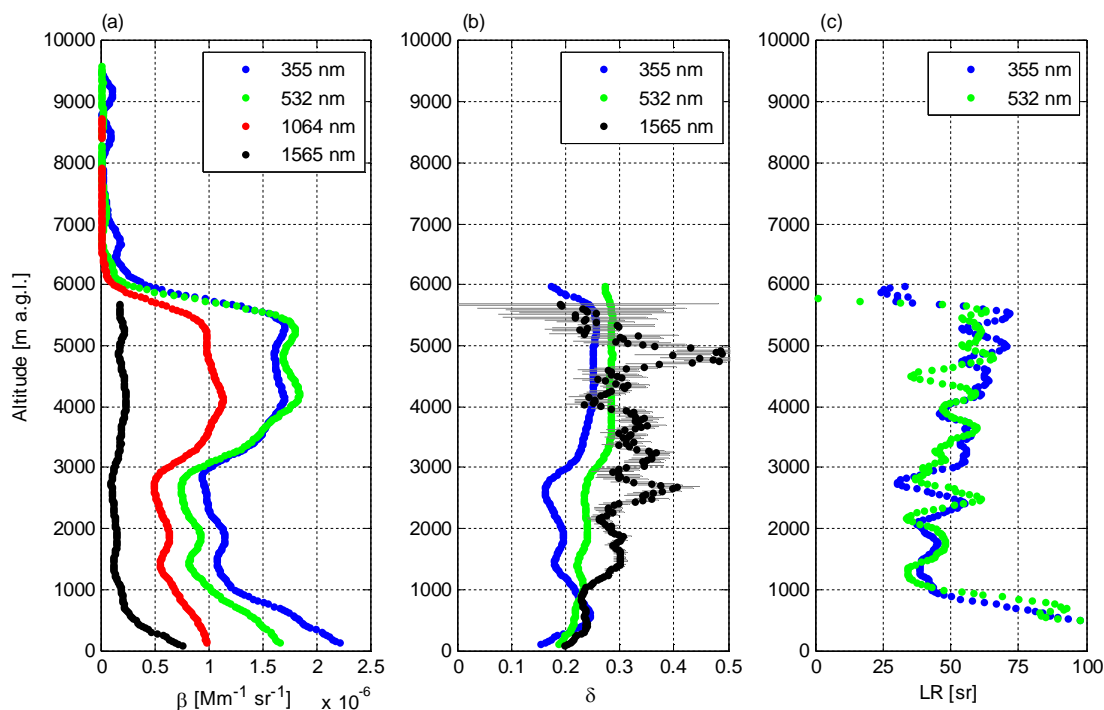 (a)
10000
9000
8000
7000
6000
5000
4000
3000
2000
1000
0
Altitude [m a.g.l.]
0 0.5 1 1.5 2 2.5
β [Mm⁻¹ sr⁻¹] x 10⁻⁶
355 nm
532 nm
1064 nm
1565 nm
(b)
10000
9000
8000
7000
6000
5000
4000
3000
2000
1000
0
0 0.1 0.2 0.3 0.4 0.5
δ
355 nm
532 nm
1565 nm
(c)
10000
9000
8000
7000
6000
5000
4000
3000
2000
1000
0
0 25 50 75 100
LR [sr]
355 nm
532 nm